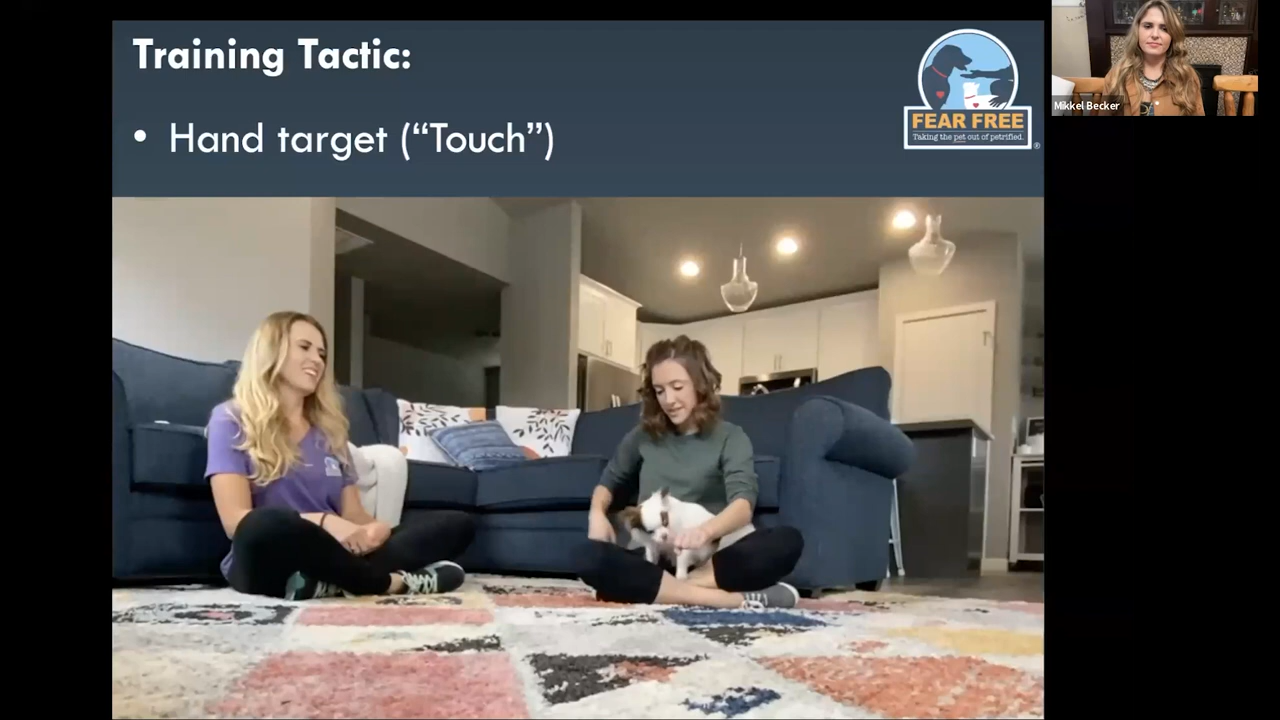 Training Tactic:
• Hand target (“Touch”)
FEAR FREE
Taking the pet out of petrified.
®
Mikkel Becker